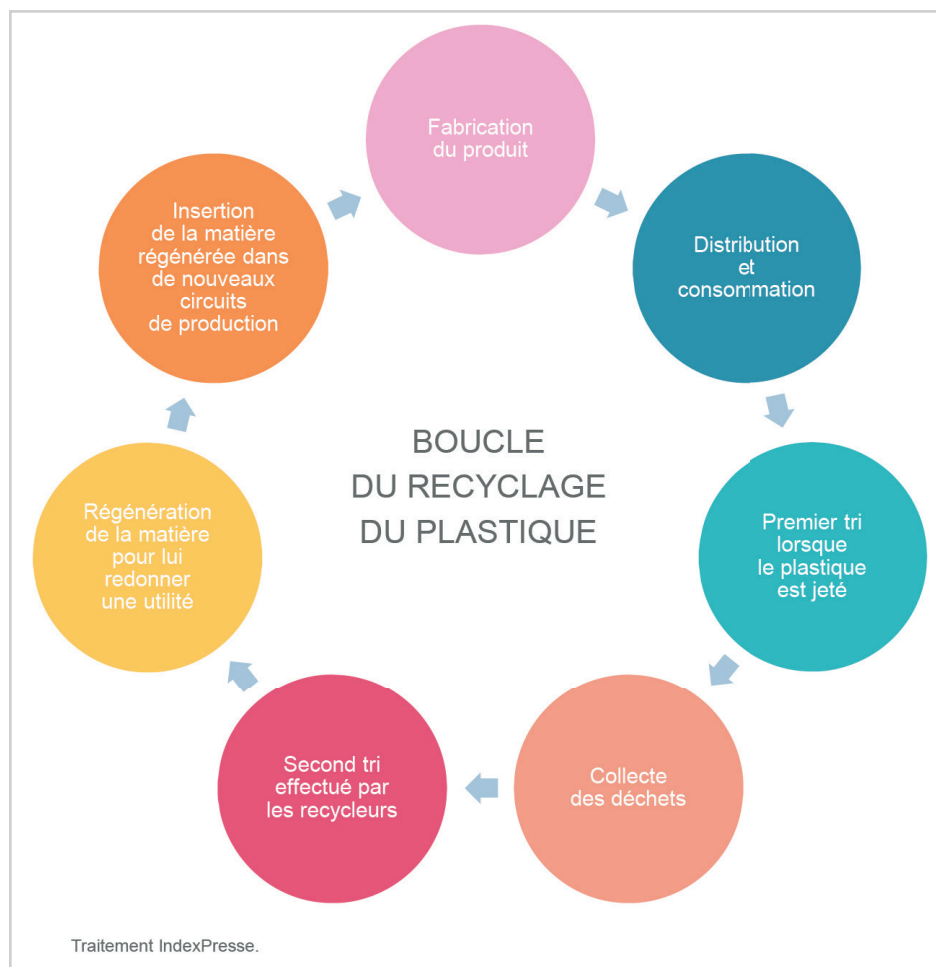 Fabrication
du produit
Distribution
et
consommation
Premier tri
lorsque
le plastique
est jeté
Collecte
des déchets
Second tri
effectué par
les recycleurs
Régénération
de la matière
pour lui
redonner
une utilité
Insertion
de la matière
régénérée dans
de nouveaux
circuits
de production
BOUCLE
DU RECYCLAGE
DU PLASTIQUE
Traitement IndexPresse.